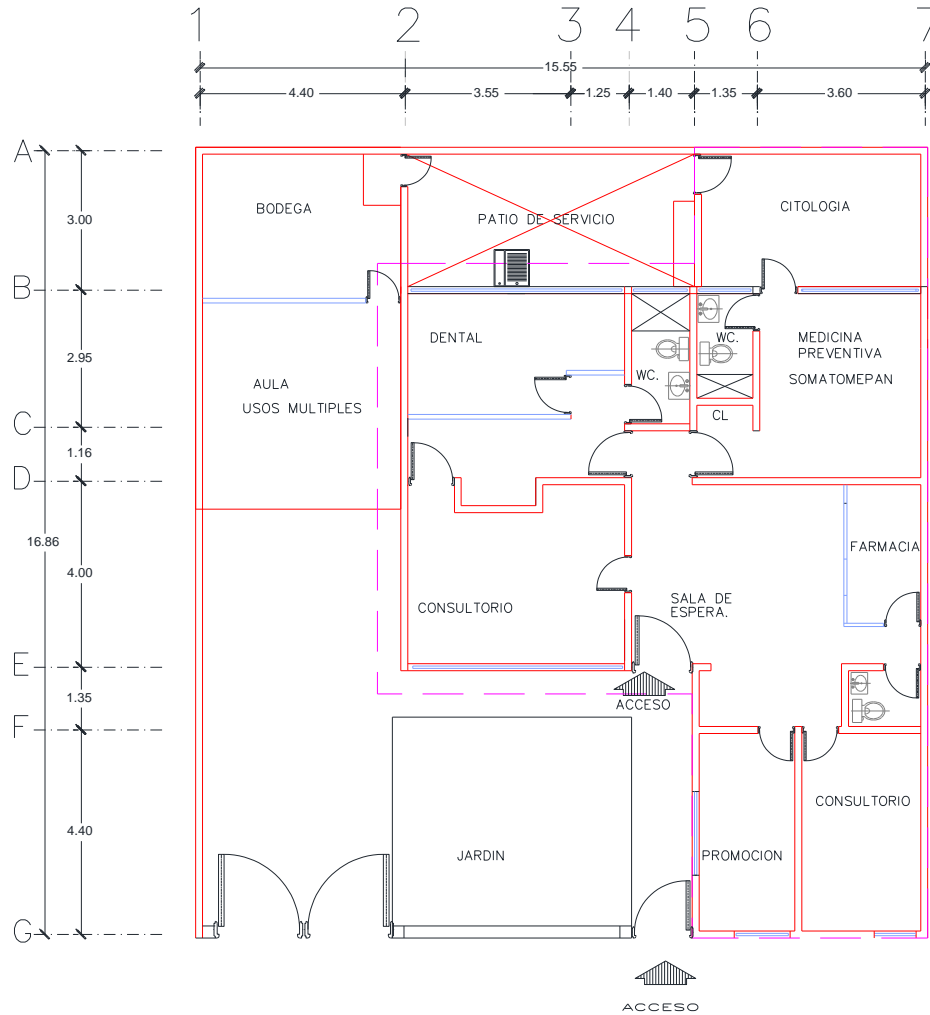 1 2 3 4 5 6 7
15.55
4.40 3.55 1.25 1.40 1.35 3.60
A
3.00
BODEGA
PATIO DE SERVICIO
CITOLOGIA
B
2.95
DENTAL
WC.
WC.
MEDICINA
PREVENTIVA
SOMATOMEPAN
AULA
USOS MULTIPLES
CL
C
1.16
D
16.86
4.00
FARMACIA
CONSULTORIO
SALA DE
ESPERA.
E
1.35
ACCESO
F
4.40
CONSULTORIO
JARDIN
PROMOCION
G
ACCESO